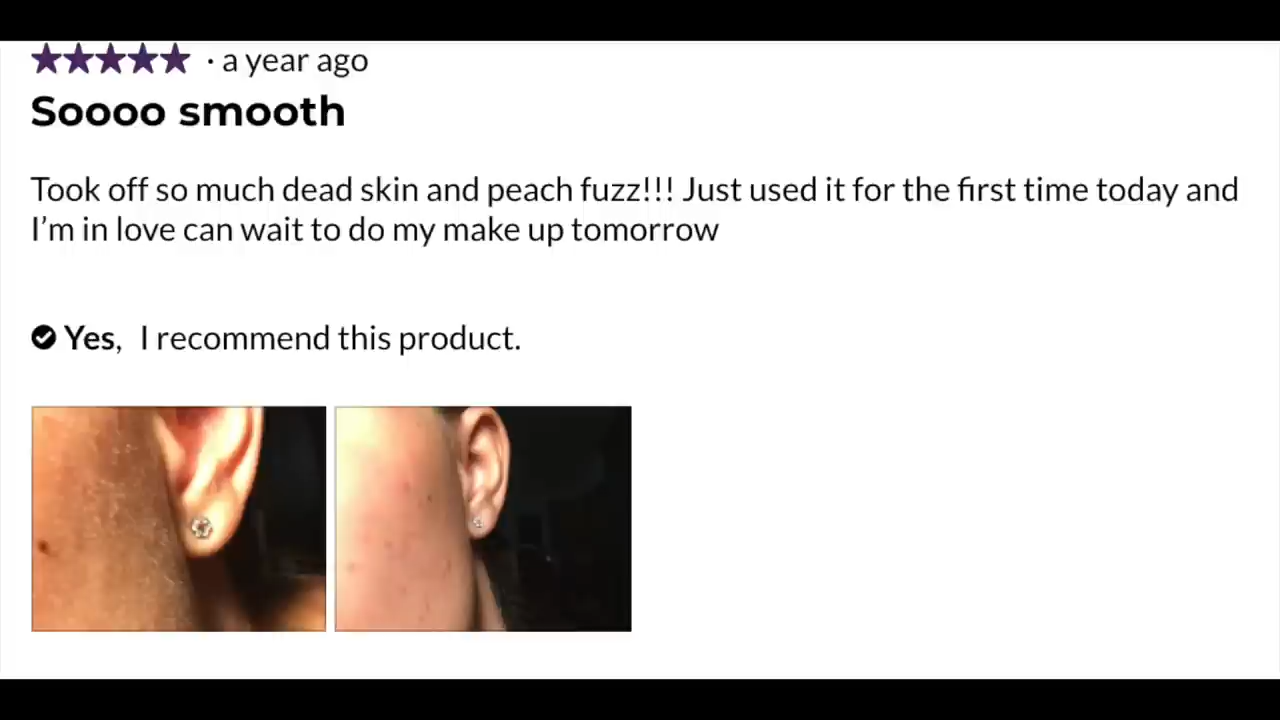 · a year ago
Soooo smooth
Took off so much dead skin and peach fuzz!!! Just used it for the first time today and
I'm in love can wait to do my make up tomorrow
Yes, I recommend this product.